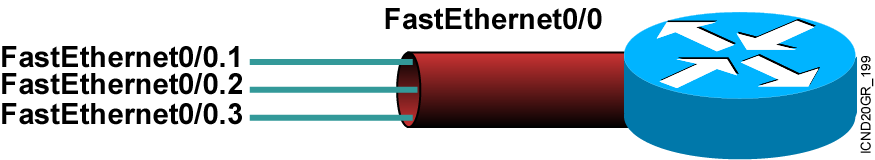 FastEthernet0/0
FastEthernet0/0.1
FastEthernet0/0.2
FastEthernet0/0.3
ICND20GR_199